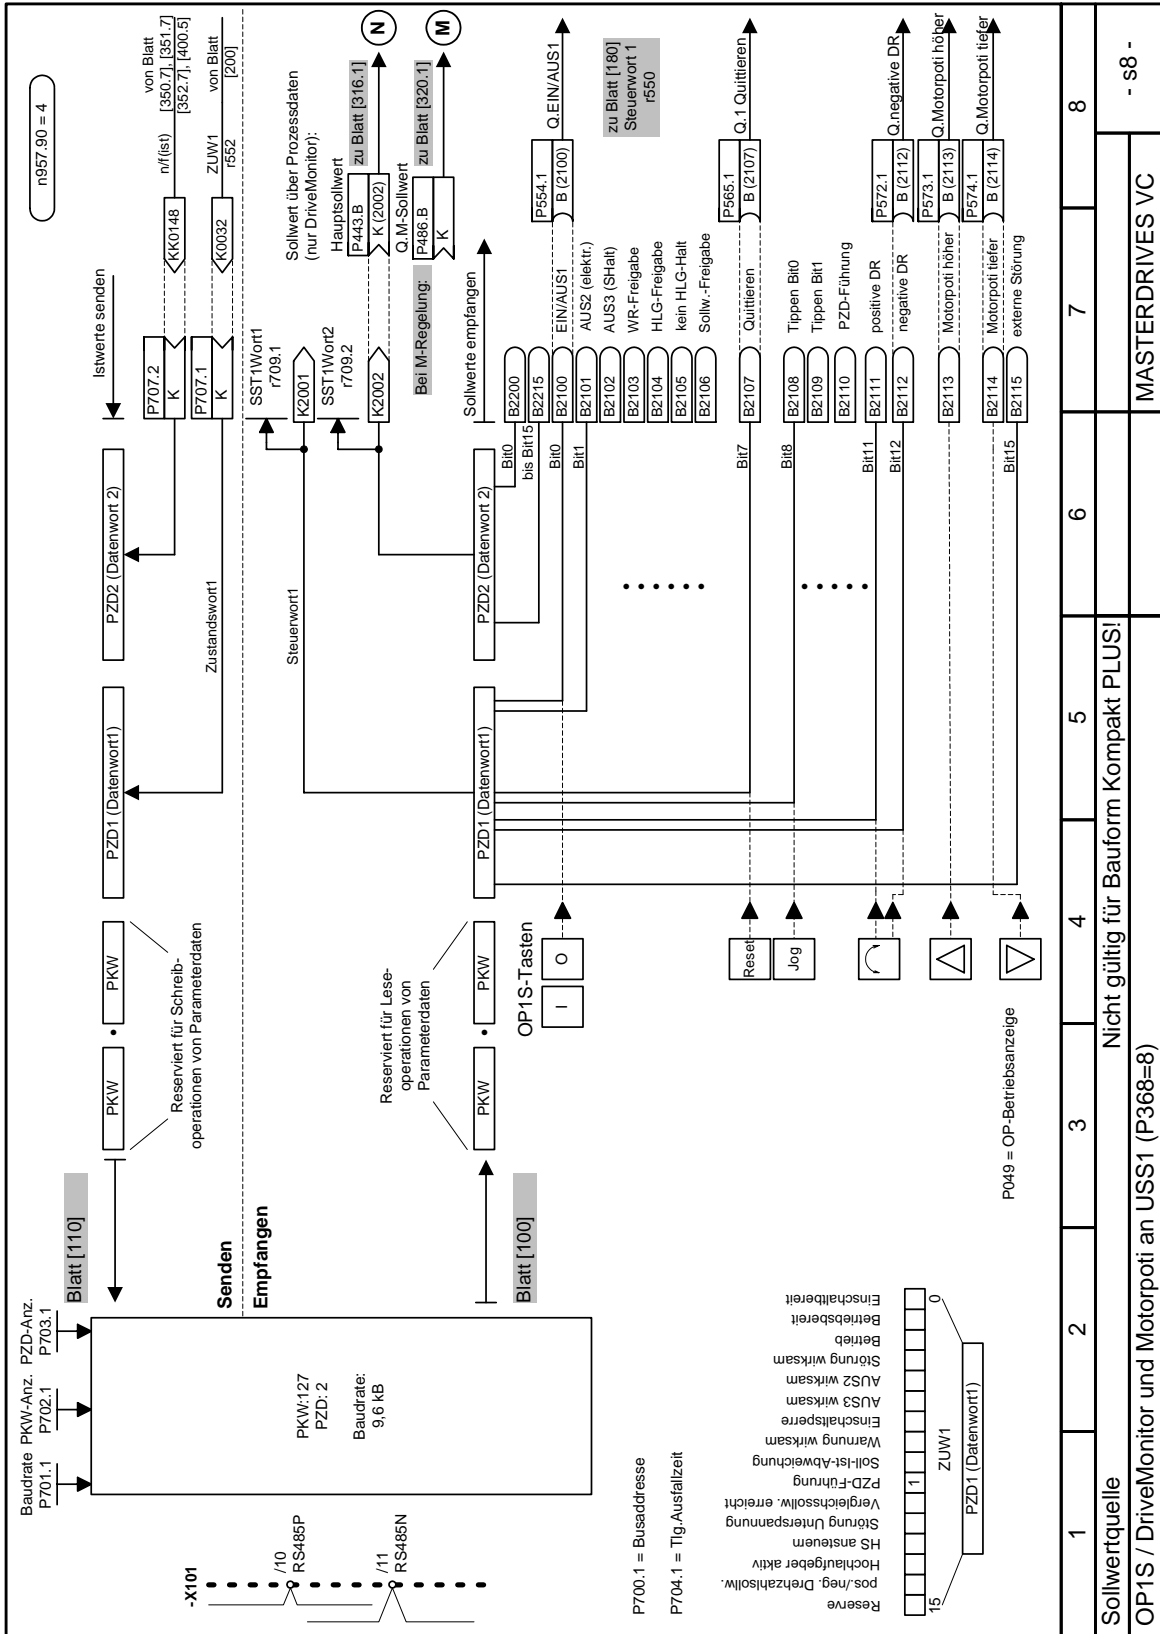 n957.90 = 4
Baudrate
P701.1
PKW-Anz.
P702.1
PZD-Anz.
P703.1
Blatt [110]
Senden
Empfangen
Blatt [100]
PKW:127
PZD: 2
Baudrate:
9,6 kB
-X101
/10
RS485P
/11
RS485N
PKW
PKW
Reserviert für Schreib-
operationen von Parameterdaten
PZD1 (Datenwort1)
PZD2 (Datenwort 2)
Zustandswort1
Istwerte senden
P707.2
K
P707.1
K
KK0148
K0032
n/f(ist)
von Blatt
[350.7], [351.7]
[352.7], [400.5]
ZUW1
r552
von Blatt
[200]
PKW
PKW
Reserviert für Lese-
operationen von
Parameterdaten
PZD1 (Datenwort1)
PZD2 (Datenwort 2)
Steuerwort1
SST1Wort1
r709.1
K2001
SST1Wort2
r709.2
K2002
Sollwert über Prozessdaten
(nur DriveMonitor):
Hauptsollwert
P443.B
K (2002)
zu Blatt [316.1]
N
Bei M-Regelung:
Q.M-Sollwert
P486.B
K
zu Blatt [320.1]
M
Sollwerte empfangen
Bit0
B2200
bis Bit15
B2215
Bit0
B2100
EIN/AUS1
P554.1
B (2100)
Q.EIN/AUS1
Bit1
B2101
AUS2 (elektr.)
B2102
AUS3 (SHalt)
B2103
WR-Freigabe
B2104
HLG-Freigabe
B2105
kein HLG-Halt
B2106
Sollw.-Freigabe
zu Blatt [180]
Steuerwort 1
r550
Bit7
B2107
Quittieren
P565.1
B (2107)
Q.1 Quittieren
Bit8
B2108
Tippen Bit0
B2109
Tippen Bit1
B2110
PZD-Führung
Bit11
B2111
positive DR
Bit12
B2112
negative DR
P572.1
B (2112)
Q.negative DR
B2113
Motorpoti höher
P573.1
B (2113)
Q.Motorpoti höher
B2114
Motorpoti tiefer
P574.1
B (2114)
Q.Motorpoti tiefer
Bit15
B2115
externe Störung
OP1S-Tasten
I
O
Reset
Jog
P049 = OP-Betriebsanzeige
P700.1 = Busadresse
P704.1 = Tlg.Ausfallzeit
Reserve
pos./neg. Drehzahlsollw.
Hochlaufgeber aktiv
HS ansteuern
Störung Unterspannung
Vergleichssollw. erreicht
PZD-Führung
Soll-Ist-Abweichung
Warnung wirksam
Einschaltsperre
AUS3 wirksam
AUS2 wirksam
Störung wirksam
Betrieb
Betriebsbereit
Einschaltbereit
1
15
ZUW1
0
PZD1 (Datenwort1)
1
2
3
4
5
6
7
8
Sollwertquelle
Nicht gültig für Bauform Kompakt PLUS!
OP1S / DriveMonitor und Motorpoti an USS1 (P368=8)
MASTERDRIVES VC
- s8 -